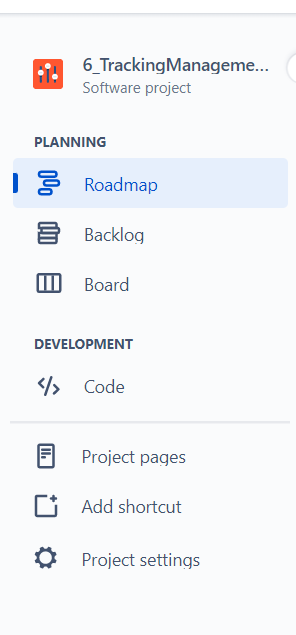 6_TrackingManageme...
Software project
PLANNING
Roadmap
Backlog
Board
DEVELOPMENT
Code
Project pages
Add shortcut
Project settings